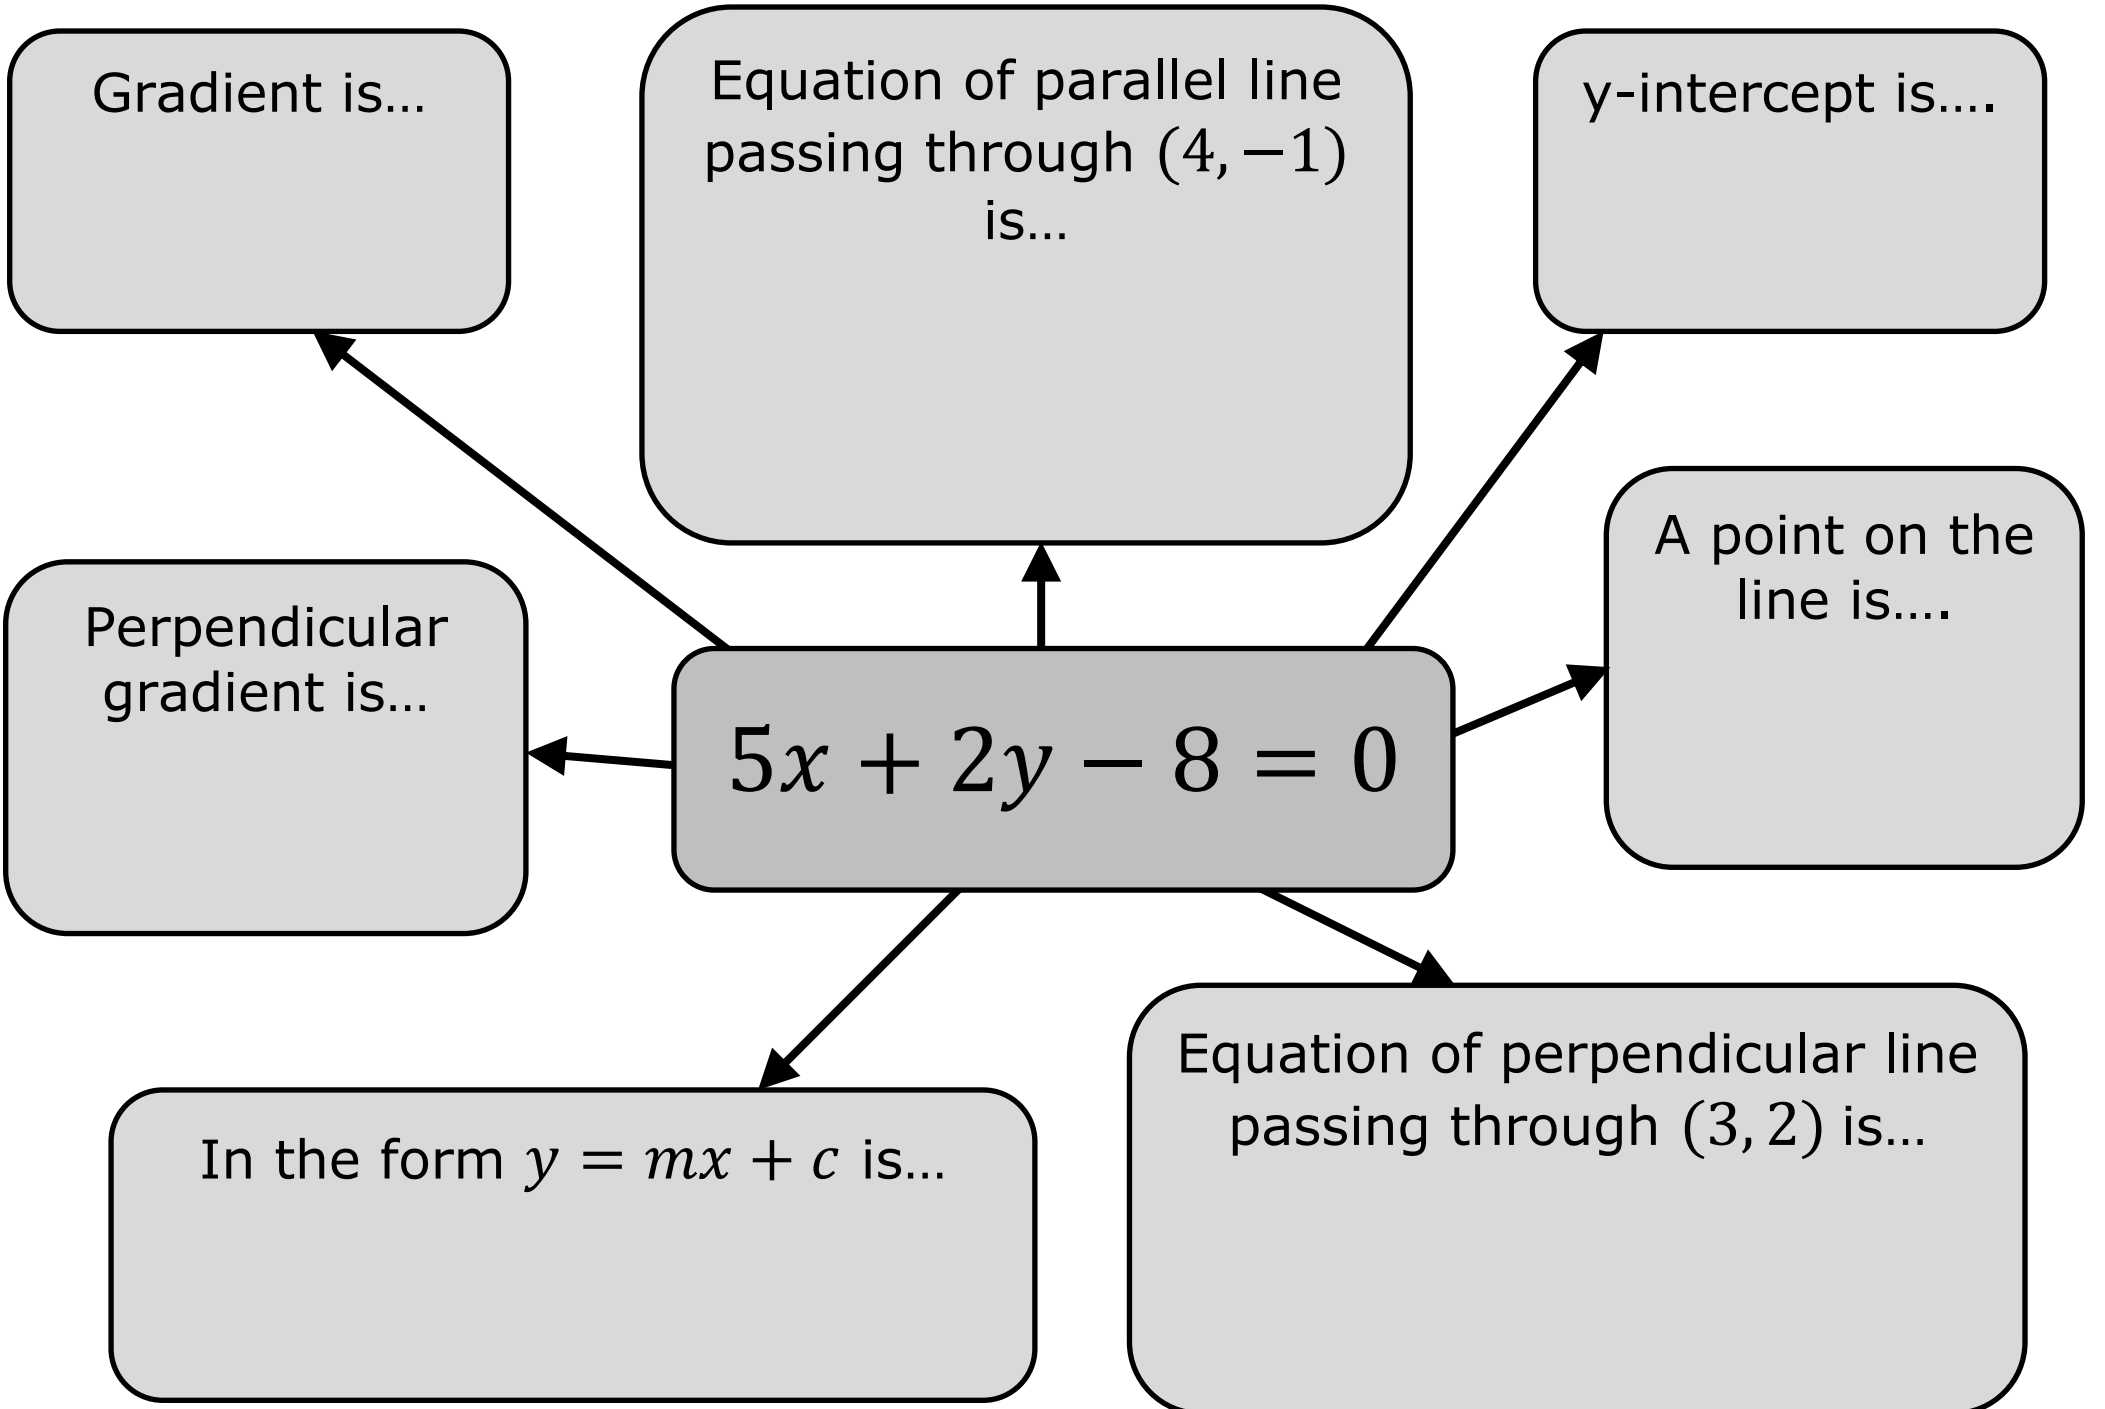 Gradient is…
Equation of parallel line
passing through (4, −1)
is…
y-intercept is….
A point on the
line is….
Perpendicular
gradient is…
5x + 2y − 8 = 0
In the form y = mx + c is…
Equation of perpendicular line
passing through (3, 2) is…